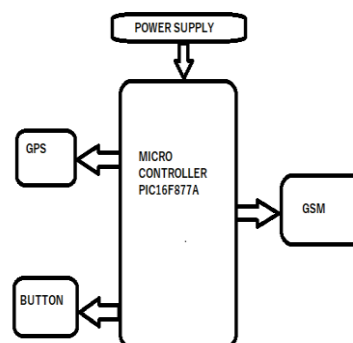 POWER SUPPLY
GPS
MICRO
CONTROLLER
PIC16F877A
GSM
BUTTON